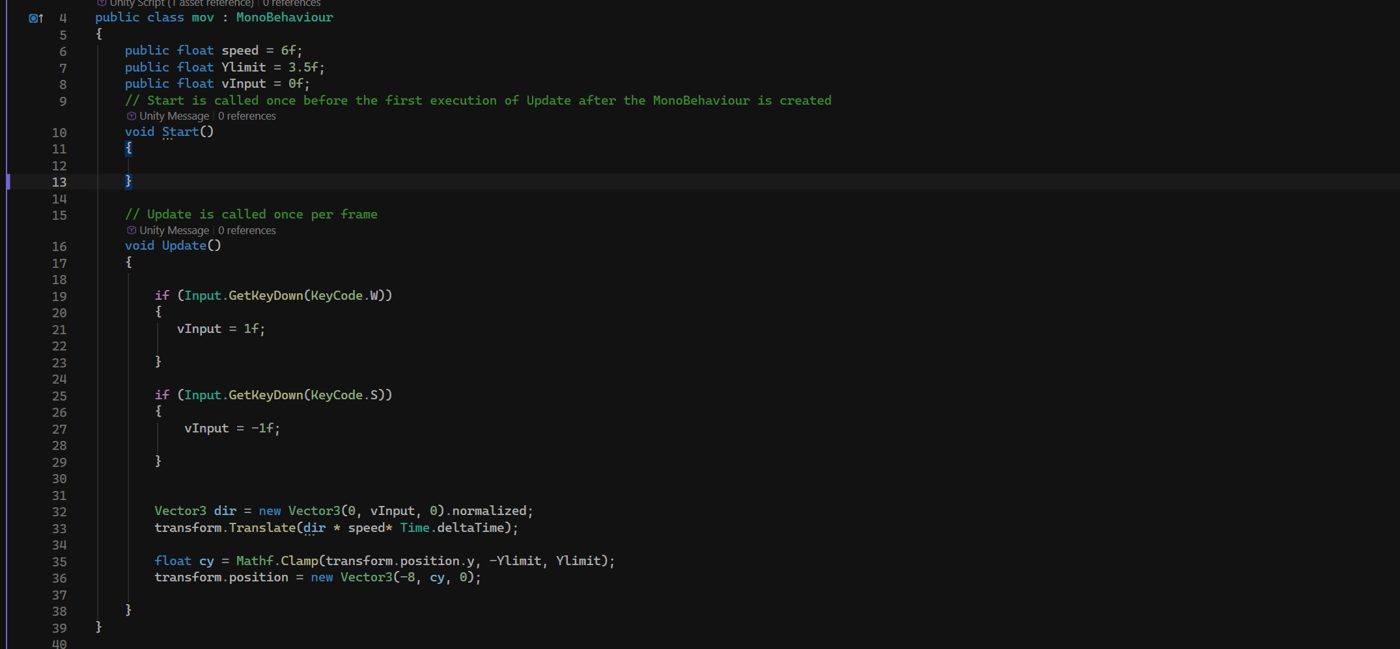 Unity Script (1 asset reference) | 0 references
4 public class mov : MonoBehaviour
5 {
6 public float speed = 6f;
7 public float Ylimit = 3.5f;
8 public float vInput = 0f;
9 // Start is called once before the first execution of Update after the MonoBehaviour is created
Unity Message | 0 references
10 void Start()
11 {
12
13 }
14
15 // Update is called once per frame
Unity Message | 0 references
16 void Update()
17 {
18
19 if (Input.GetKeyDown(KeyCode.W))
20 {
21 vInput = 1f;
22
23 }
24
25 if (Input.GetKeyDown(KeyCode.S))
26 {
27 vInput = -1f;
28
29 }
30
31
32 Vector3 dir = new Vector3(0, vInput, 0).normalized;
33 transform.Translate(dir * speed* Time.deltaTime);
34
35 float cy = Mathf.Clamp(transform.position.y, -Ylimit, Ylimit);
36 transform.position = new Vector3(-8, cy, 0);
37
38 }
39 }
40